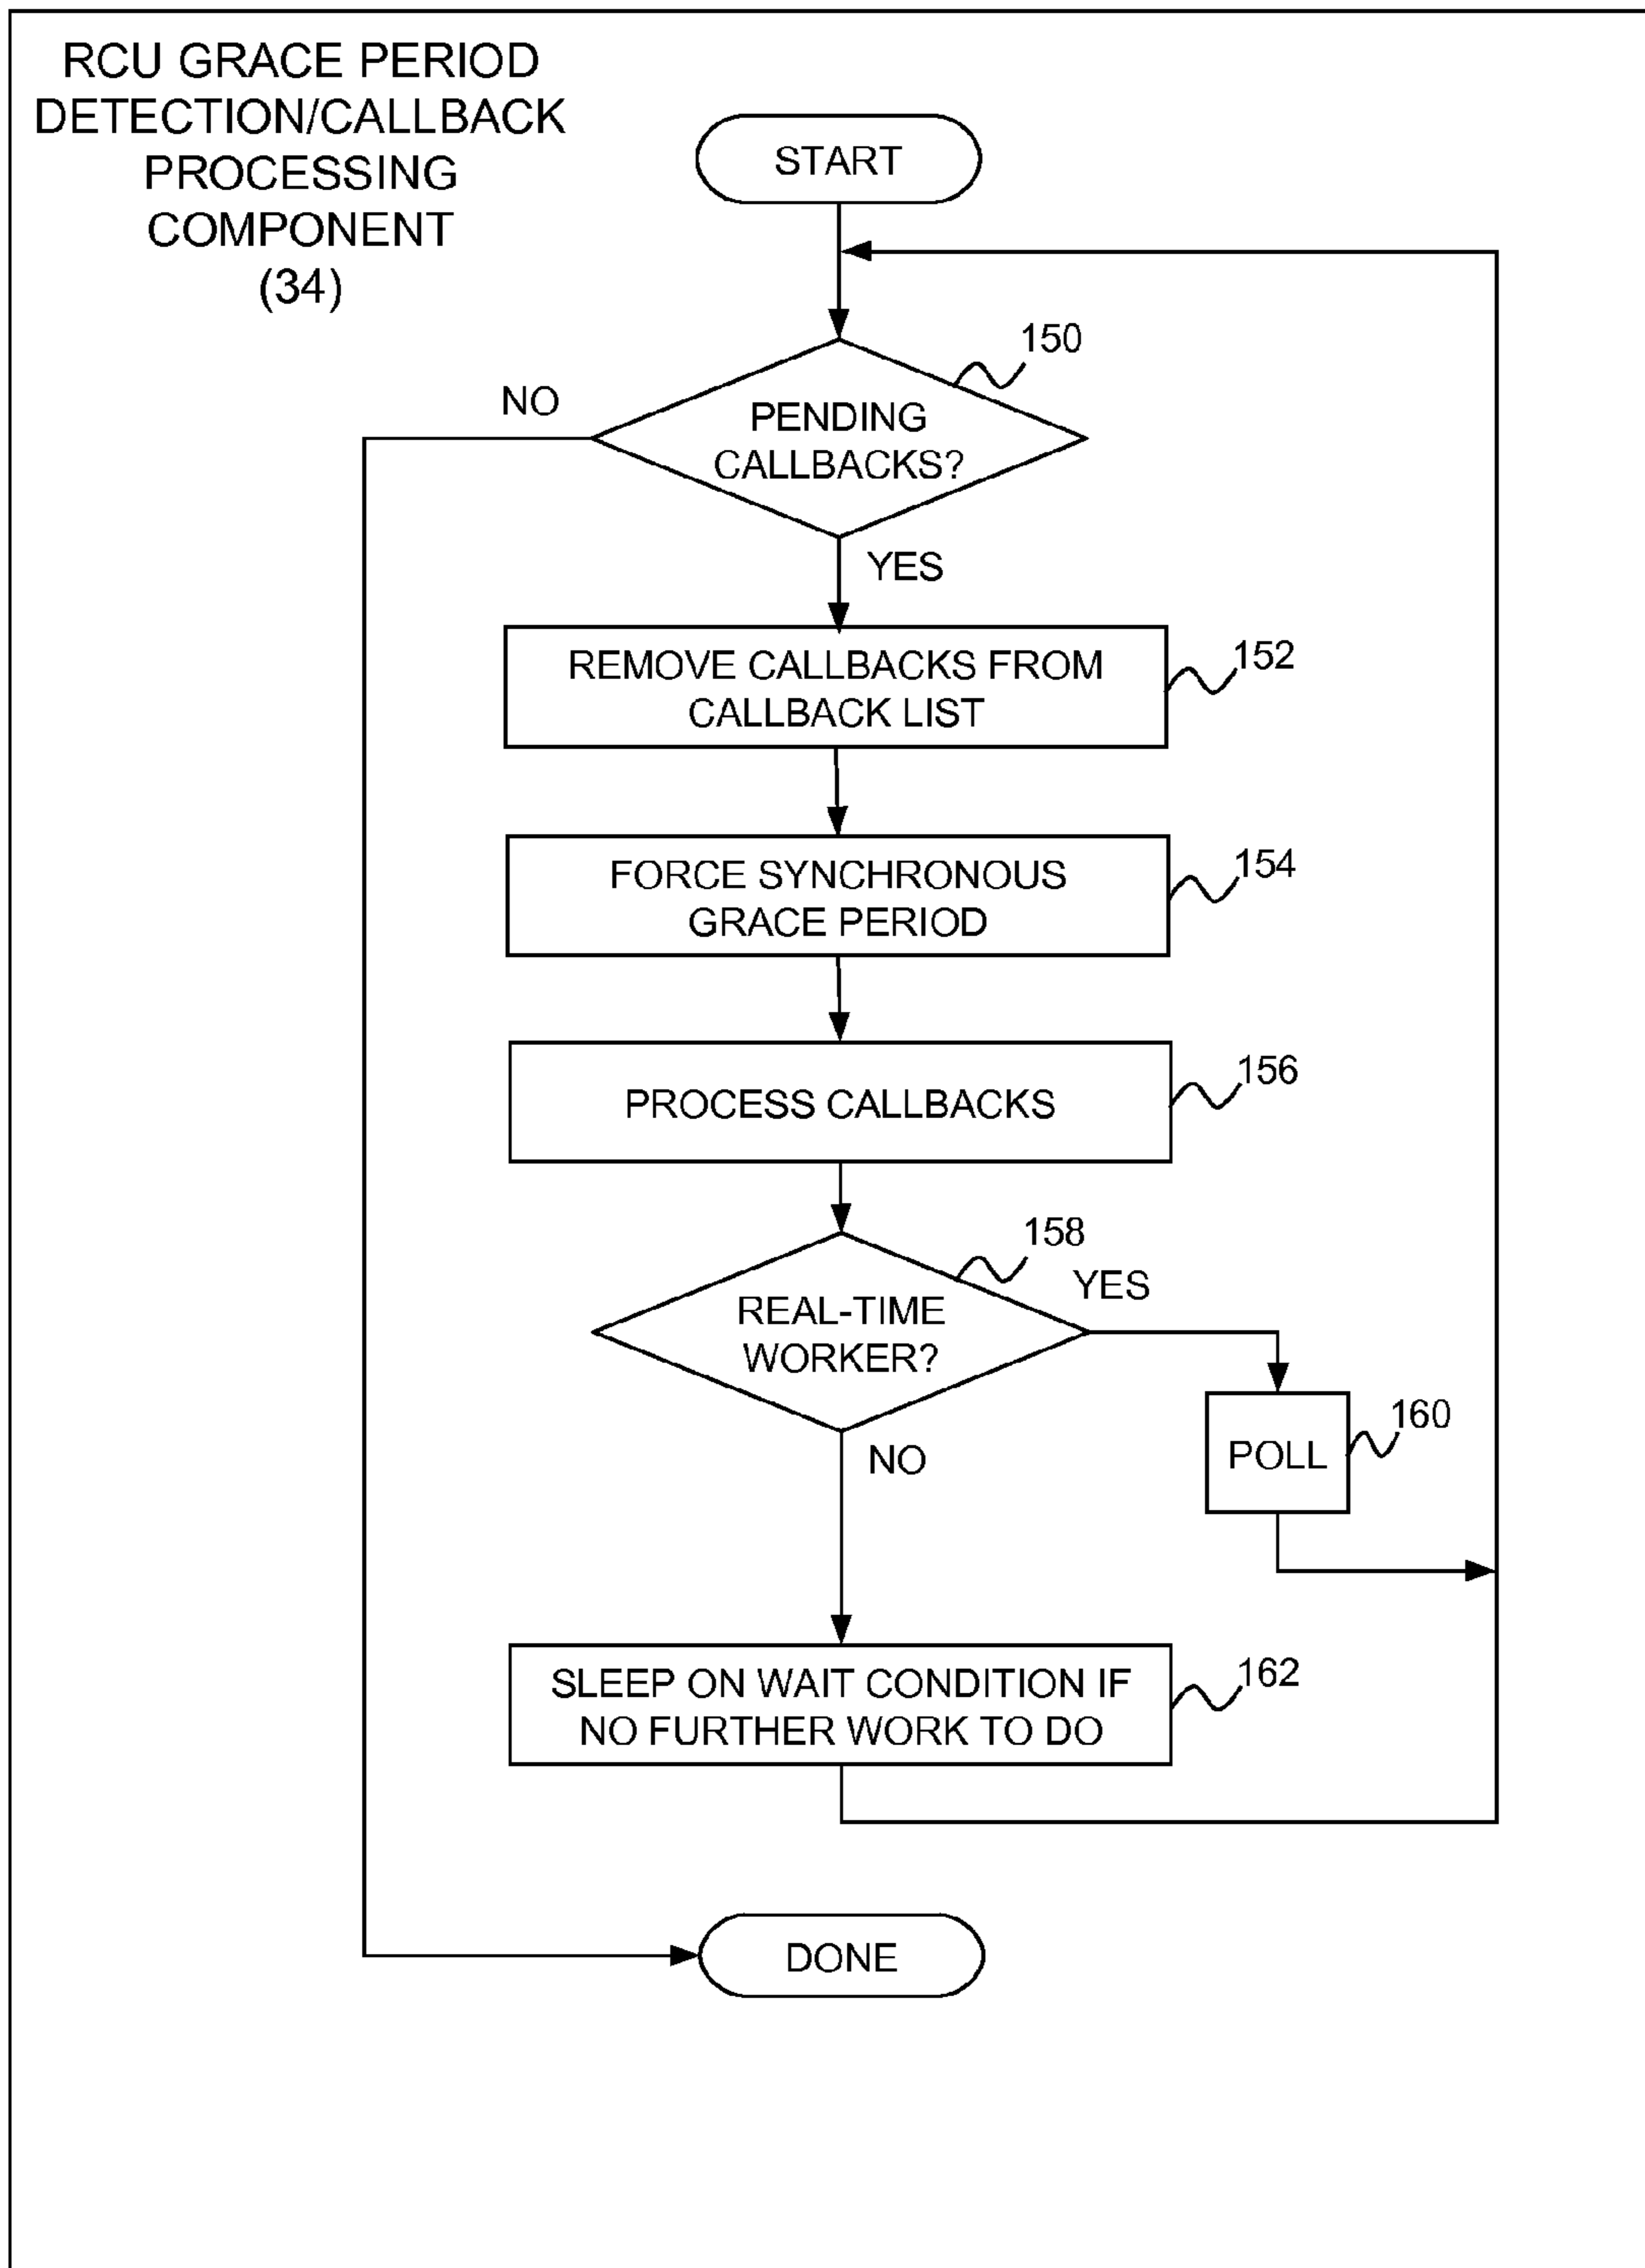 RCU GRACE PERIOD
DETECTION/CALLBACK
PROCESSING
COMPONENT
(34)
START
150
NO
PENDING
CALLBACKS?
YES
REMOVE CALLBACKS FROM
CALLBACK LIST
152
FORCE SYNCHRONOUS
GRACE PERIOD
154
PROCESS CALLBACKS
156
158
YES
REAL-TIME
WORKER?
160
POLL
NO
SLEEP ON WAIT CONDITION IF
NO FURTHER WORK TO DO
162
DONE